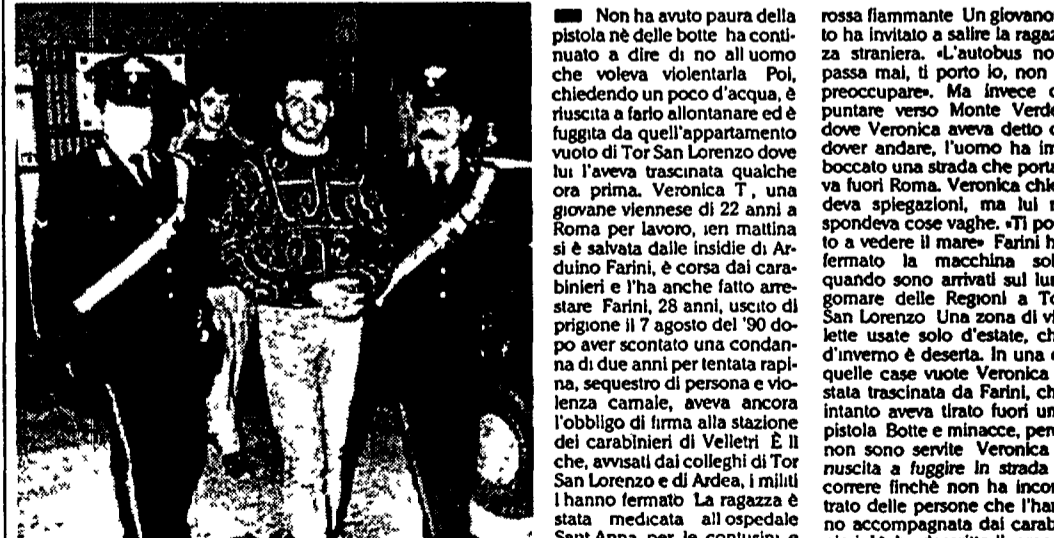 Non ha avuto paura della
pistola nè delle botte ha conti-
nuato a dire di no all uomo
che voleva violentarla Poi,
chiedendo un poco d'acqua, è
riuscita a farlo allontanare ed è
fuggita da quell'appartamento
vuoto di Tor San Lorenzo dove
lui l'aveva trascinata qualche
ora prima. Veronica T, una
giovane viennese di 22 anni a
Roma per lavoro, ieri mattina
si è salvata dalle insidie di Ar-
duino Farini, è corsa dai cara-
binieri e l'ha anche fatto arre-
stare Farini, 28 anni, uscito di
prigione il 7 agosto del '90 do-
po aver scontato una condan-
na di due anni per tentata rapi-
na, sequestro di persona e vio-
lenza carnale, aveva ancora
l'obbligo di firma alla stazione
dei carabinieri di Velletri È lì
che, avvisati dai colleghi di Tor
San Lorenzo e di Ardea, i militi
l hanno fermato La ragazza è
stata medicata all ospedale
Sant Anna per le contusini e
rossa fiammante Un giovanot
to ha invitato a salire la ragaz
za straniera. «L'autobus no
passa mai, ti porto io, non
preoccupare». Ma invece d
puntare verso Monte Verde
dove Veronica aveva detto d
dover andare, l'uomo ha im
boccato una strada che porta
va fuori Roma. Veronica chie
deva spiegazioni, ma lui r
spondeva cose vaghe. «Ti por
to a vedere il mare» Farini h
fermato la macchina sol
quando sono arrivati sul lun
gomare delle Regioni a To
San Lorenzo Una zona di vi
lette usate solo d'estate, ch
d'inverno è deserta. In una d
quelle case vuote Veronica
stata trascinata da Farini, ch
intanto aveva tirato fuori un
pistola Botte e minacce, per
non sono servite Veronica
riuscita a fuggire in strada
correre finchè non ha incon
trato delle persone che l'han
no accompagnata dai carab